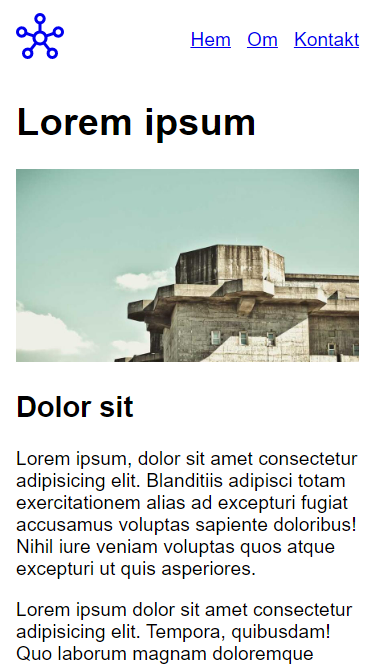 Hem Om Kontakt
Lorem ipsum
Dolor sit
Lorem ipsum, dolor sit amet consectetur
adipisicing elit. Blanditiis adipisci totam
exercitationem alias ad excepturi fugiat
accusamus voluptas sapiente doloribus!
Nihil iure veniam voluptas quos atque
excepturi ut quis asperiores.
Lorem ipsum dolor sit amet consectetur
adipisicing elit. Tempora, quibusdam!
Quo laborum magnam doloremque